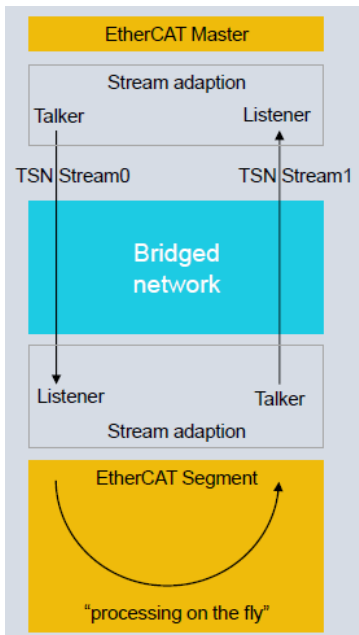 EtherCAT Master
Stream adaption
Talker
Listener
TSN Stream0
TSN Stream1
Bridged
network
Listener
Talker
Stream adaption
EtherCAT Segment
“processing on the fly”